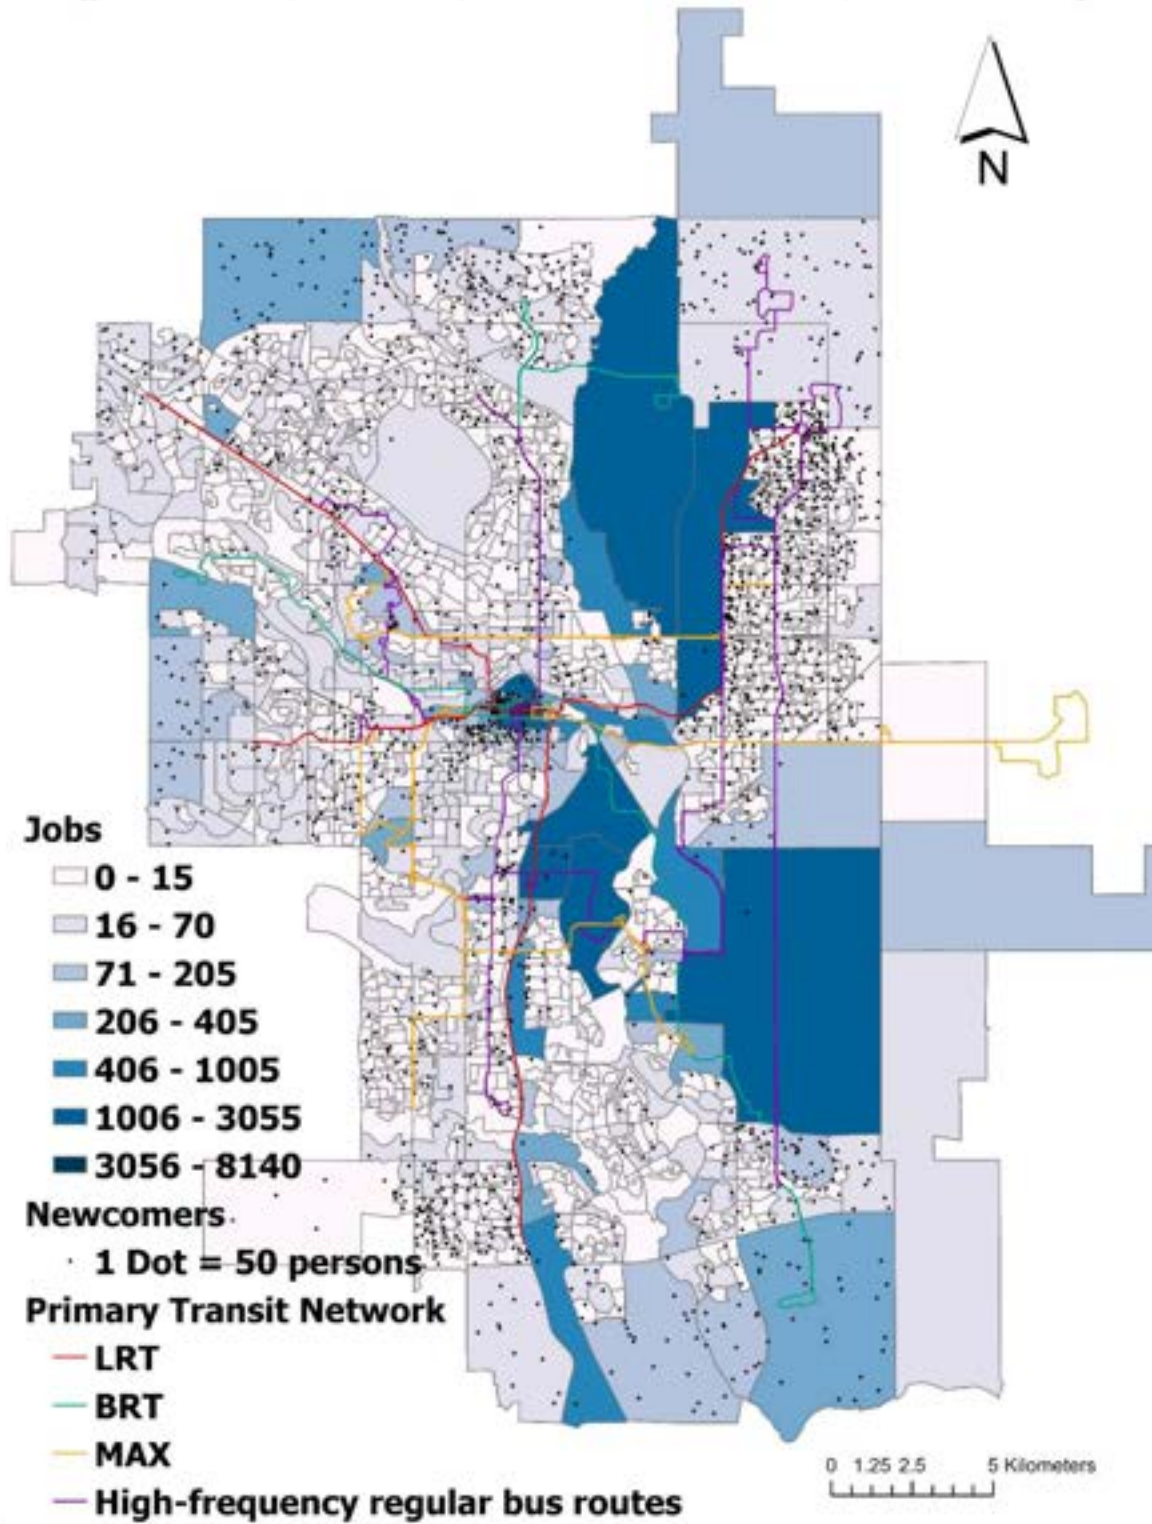 N
Jobs
0 - 15
16 - 70
71 - 205
206 - 405
406 - 1005
1006 - 3055
3056 - 8140
Newcomers
1 Dot = 50 persons
Primary Transit Network
LRT
BRT
MAX
High-frequency regular bus routes
0 1.25 2.5 5 Kilometers